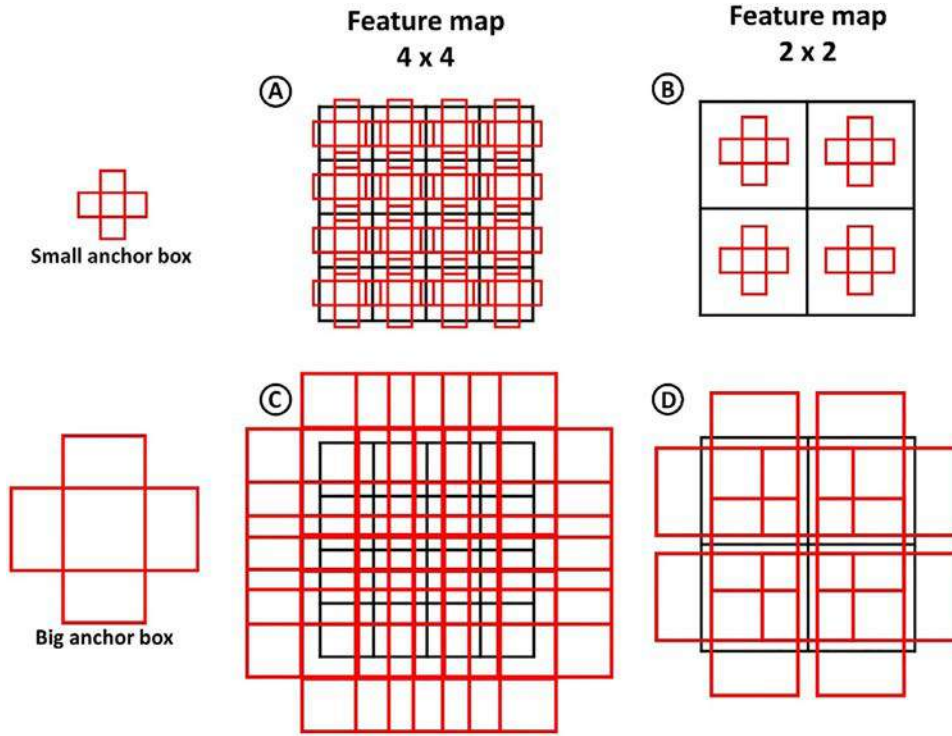 Feature map
4 x 4
Feature map
2 x 2
A
B
Small anchor box
C
D
Big anchor box